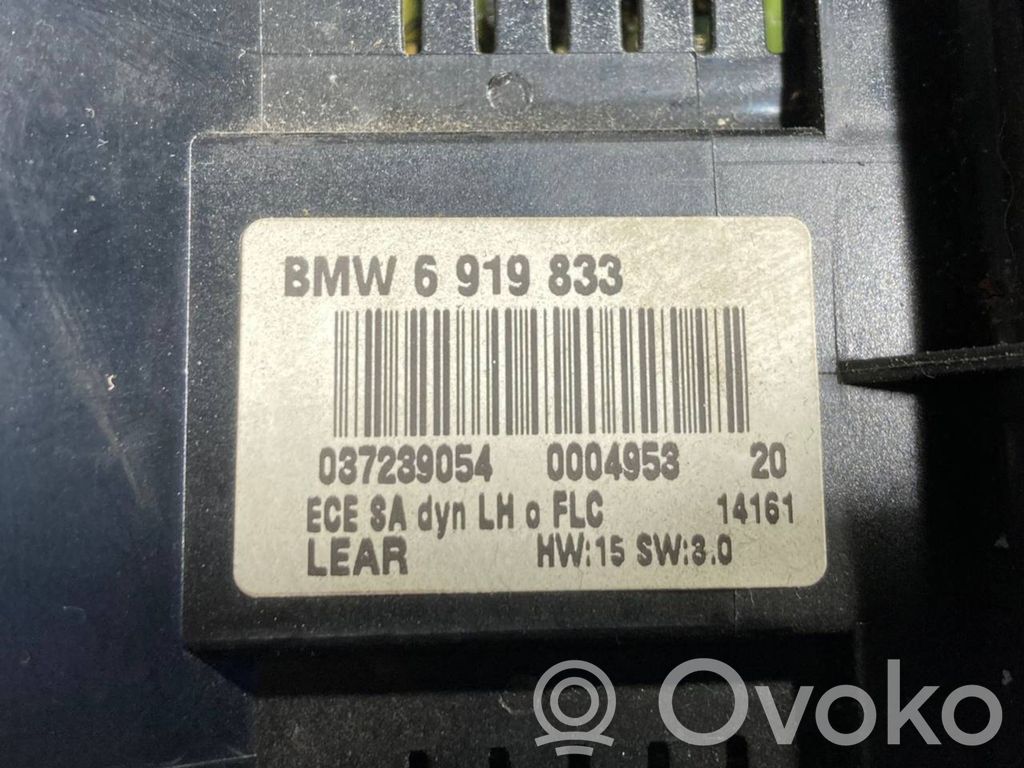 BMW 6 919 833
037239054 0004953 20
ECE SA dyn LH o FLC 14161
LEAR HW:15 SW:3.0
Ovoko